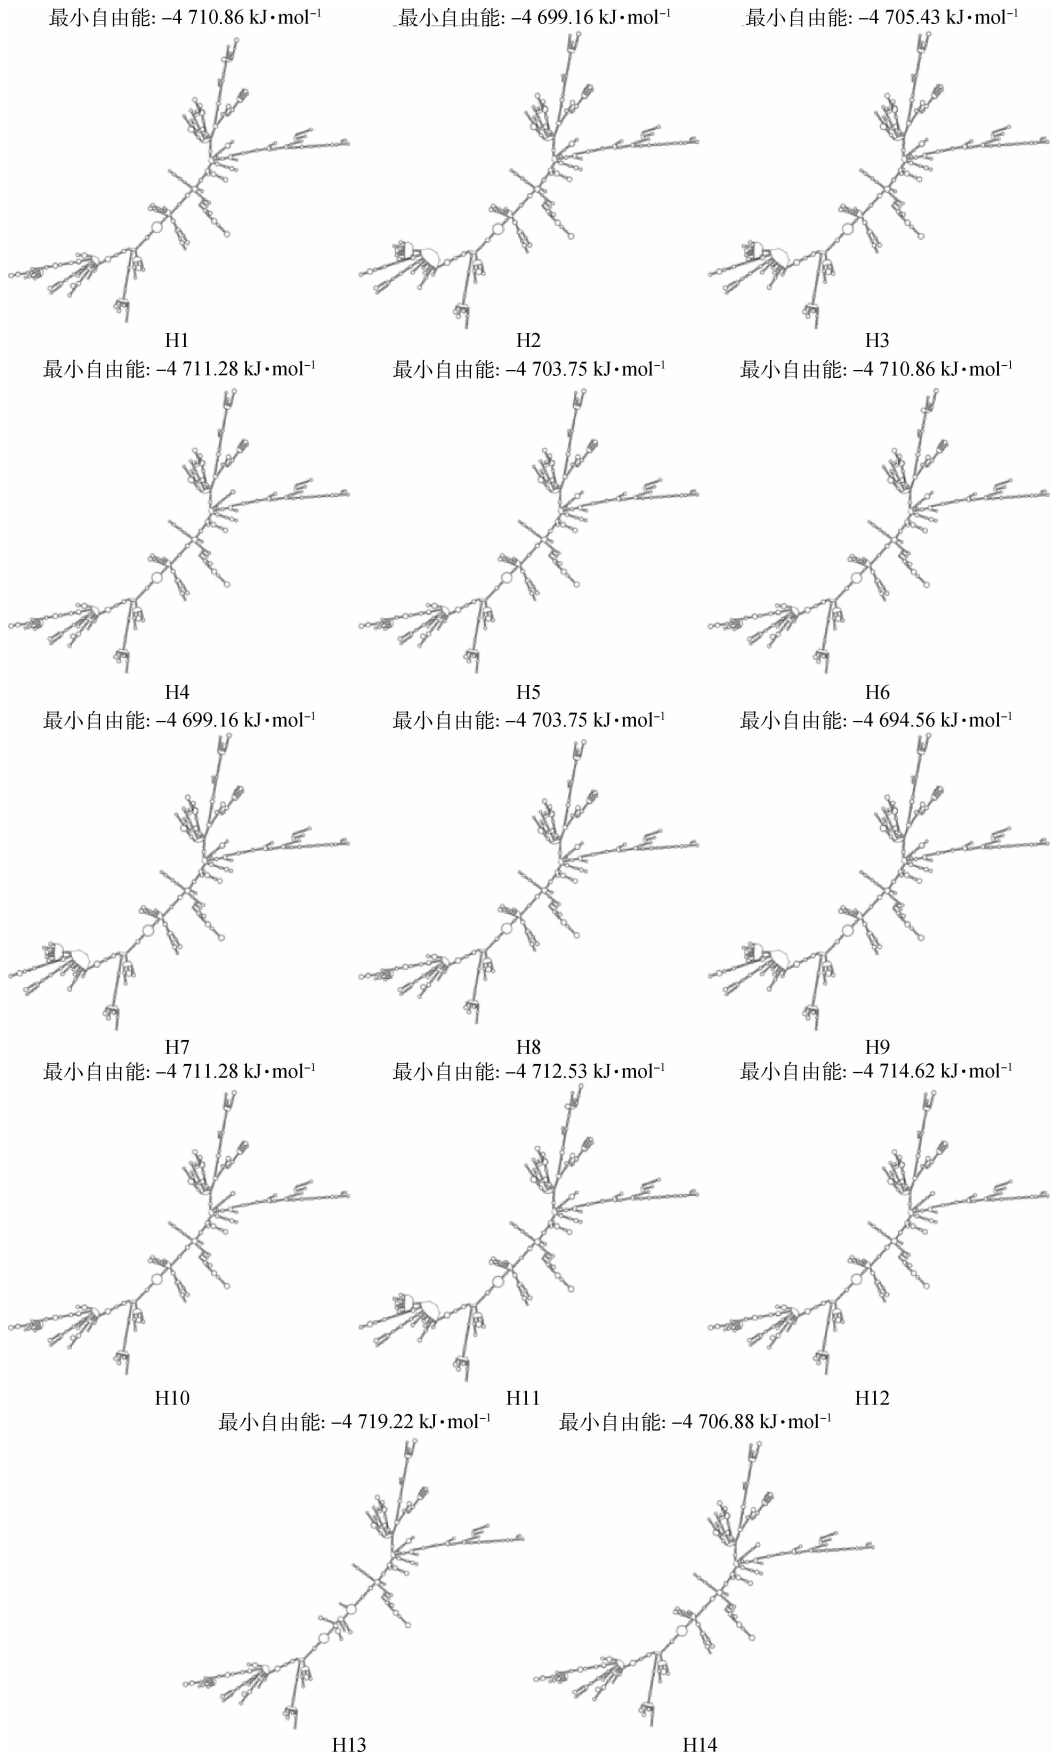 最小自由能: −4 710.86 kJ•mol⁻¹ 最小自由能: −4 699.16 kJ•mol⁻¹ 最小自由能: −4 705.43 kJ•mol⁻¹
H1 H2 H3
最小自由能: −4 711.28 kJ•mol⁻¹ 最小自由能: −4 703.75 kJ•mol⁻¹ 最小自由能: −4 710.86 kJ•mol⁻¹
H4 H5 H6
最小自由能: −4 699.16 kJ•mol⁻¹ 最小自由能: −4 703.75 kJ•mol⁻¹ 最小自由能: −4 694.56 kJ•mol⁻¹
H7 H8 H9
最小自由能: −4 711.28 kJ•mol⁻¹ 最小自由能: −4 712.53 kJ•mol⁻¹ 最小自由能: −4 714.62 kJ•mol⁻¹
H10 H11 H12
最小自由能: −4 719.22 kJ•mol⁻¹ 最小自由能: −4 706.88 kJ•mol⁻¹
H13 H14